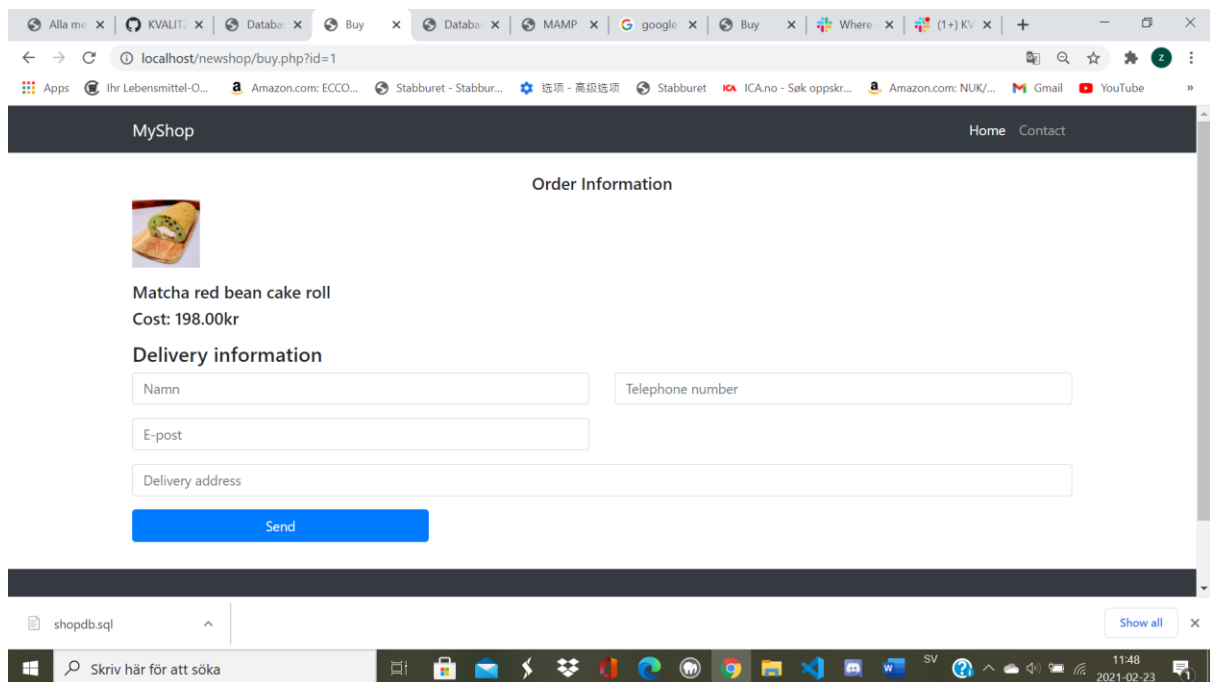 Alla me KVALIT Databa: Buy Databa: MAMP google Buy Where (1+) KV
localhost/newshop/buy.php?id=1
Apps Ihr Lebensmittel-O... Amazon.com: ECCO... Stabburet - Stabbur... 选项 - 高级选项 Stabburet ICA ICA.no - Søk oppskr... Amazon.com: NUK/... Gmail YouTube »
MyShop Home Contact
Order Information
Matcha red bean cake roll
Cost: 198.00kr
Delivery information
Namn Telephone number
E-post
Delivery address
Send
shopdb.sql Show all
Skriv här för att söka SV 11:48
2021-02-23